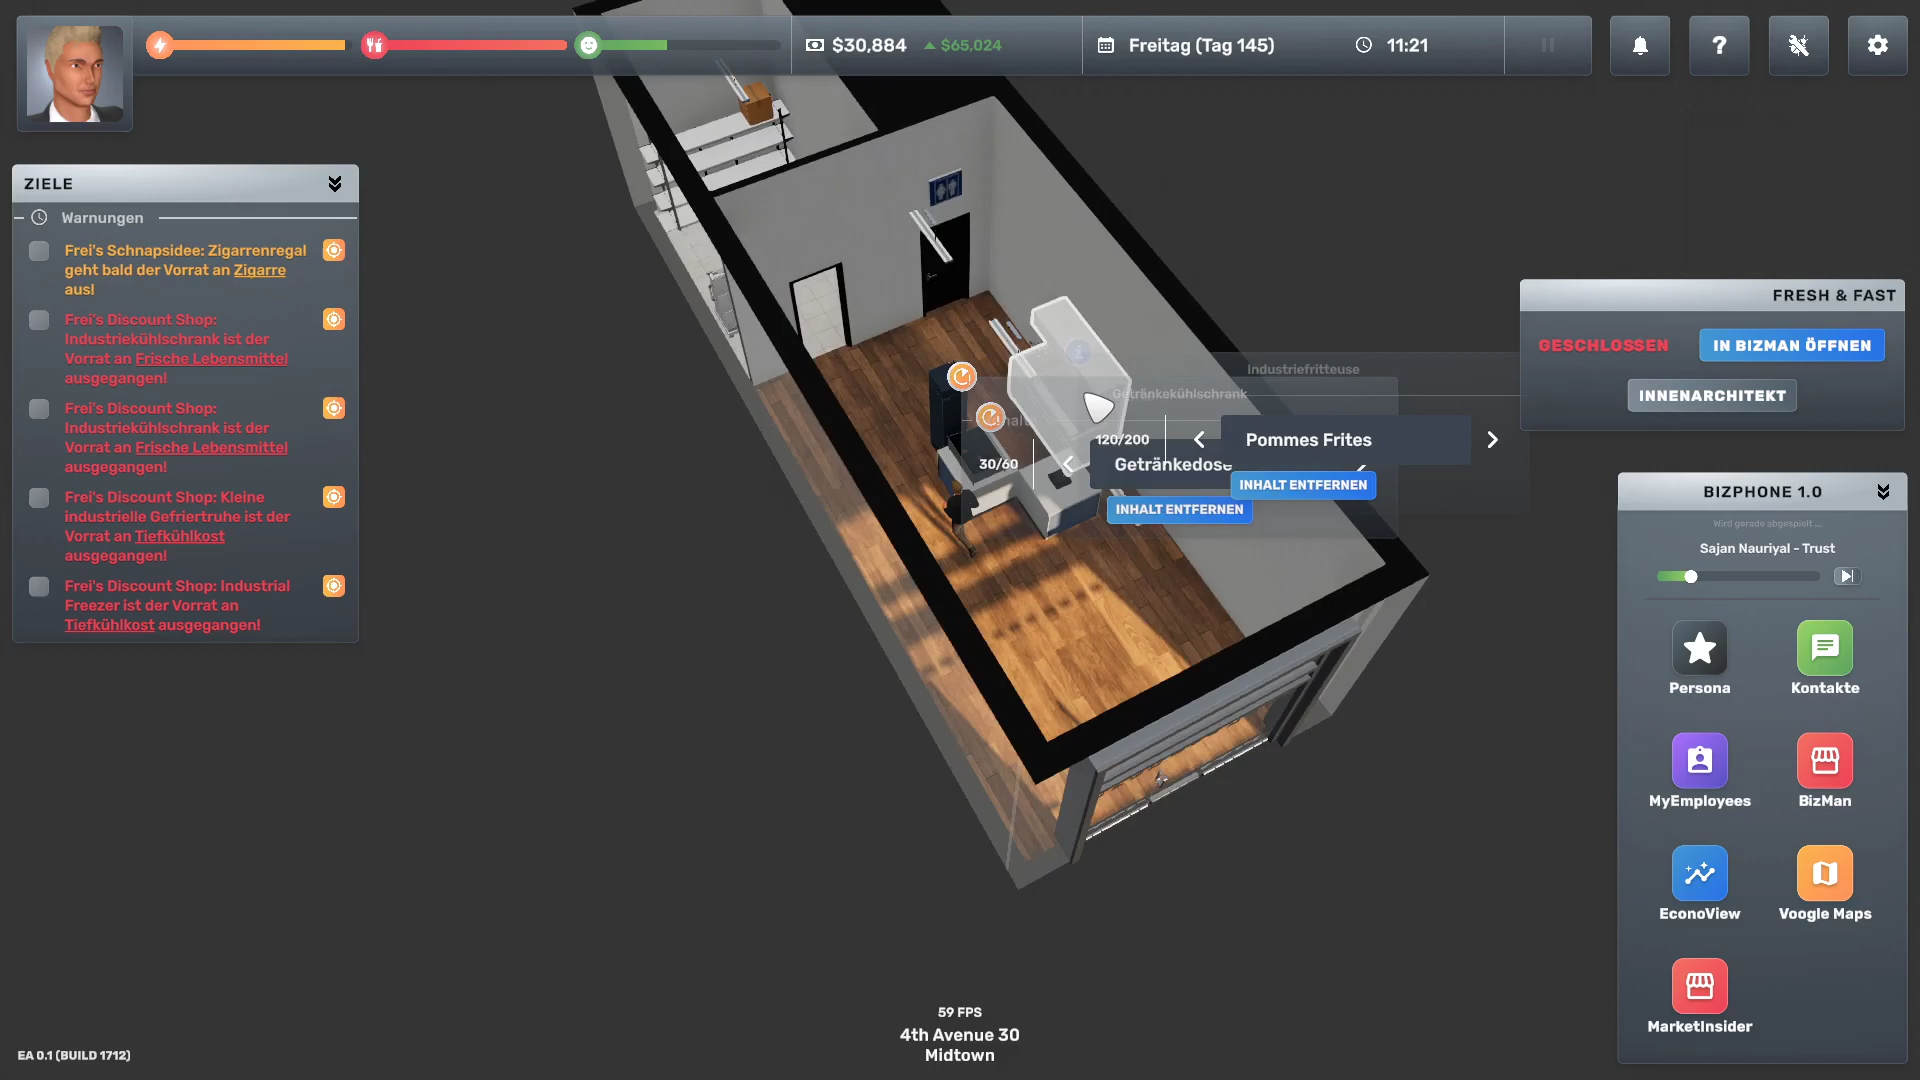 $30,884
$65,024
Freitag (Tag 145)
11:21
ZIELE
Warnungen
Frei's Schnapsidee: Zigarrenregal
geht bald der Vorrat an Zigarre
aus!
Frei's Discount Shop:
Industriekühlschrank ist der
Vorrat an Frische Lebensmittel
ausgegangen!
Frei's Discount Shop:
Industriekühlschrank ist der
Vorrat an Frische Lebensmittel
ausgegangen!
Frei's Discount Shop: Kleine
industrielle Gefriertruhe ist der
Vorrat an Tiefkühlkost
ausgegangen!
Frei's Discount Shop: Industrial
Freezer ist der Vorrat an
Tiefkühlkost ausgegangen!
Industriefritteuse
Getränkekühlschrank
120/200
Pommes Frites
30/60
Getränkedose
INHALT ENTFERNEN
INHALT ENTFERNEN
FRESH & FAST
GESCHLOSSEN
IN BIZMAN ÖFFNEN
INNENARCHITEKT
BIZPHONE 1.0
Wird gerade abgespielt ...
Sajan Nauriyal - Trust
Persona
Kontakte
MyEmployees
BizMan
EconoView
Voogle Maps
MarketInsider
59 FPS
4th Avenue 30
Midtown
EA 0.1 (BUILD 1712)